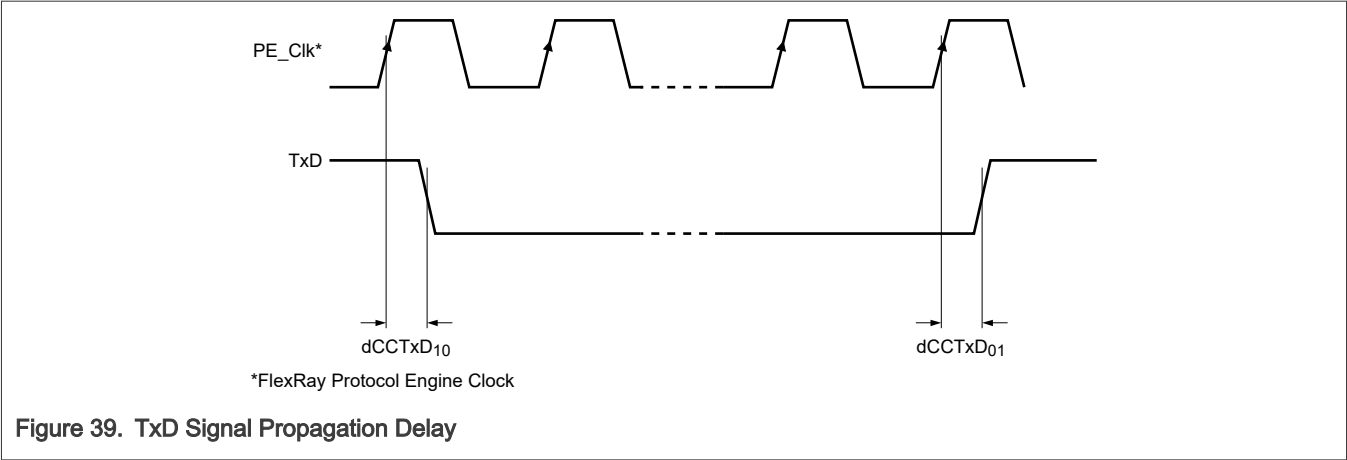 PE_Clk*
TxD
dCCTxD10 dCCTxD01
*FlexRay Protocol Engine Clock
Figure 39. TxD Signal Propagation Delay